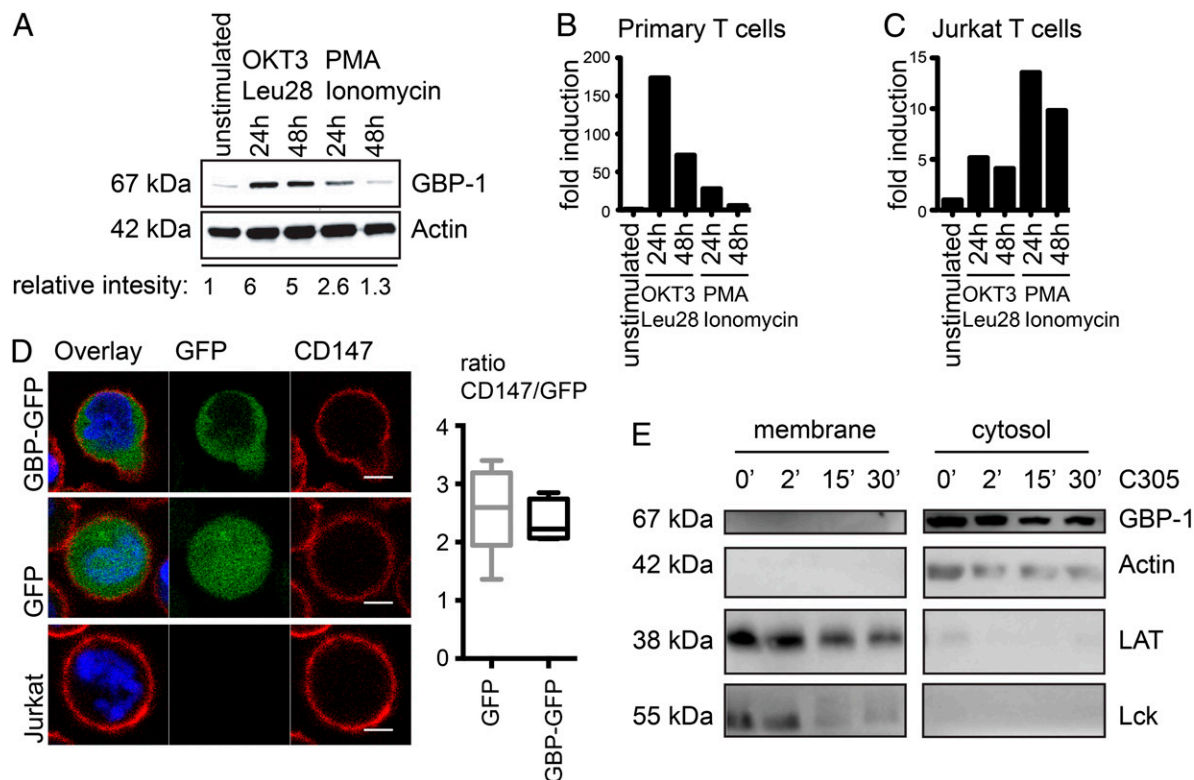 A
unstimulated
OKT3
Leu28
PMA
Ionomycin
24h
48h
24h
48h
67 kDa
GBP-1
42 kDa
Actin
relative intesity: 1 6 5 2.6 1.3
B
Primary T cells
fold induction
200
150
100
50
0
unstimulated
24h
48h
24h
48h
OKT3
Leu28
PMA
Ionomycin
C
Jurkat T cells
fold induction
15
10
5
0
unstimulated
24h
48h
24h
48h
OKT3
Leu28
PMA
Ionomycin
D
Overlay GFP CD147
GBP-GFP
GFP
Jurkat
ratio
CD147/GFP
4
3
2
1
0
GFP
GBP-GFP
E
membrane cytosol
0' 2' 15' 30' 0' 2' 15' 30' C305
67 kDa GBP-1
42 kDa Actin
38 kDa LAT
55 kDa Lck